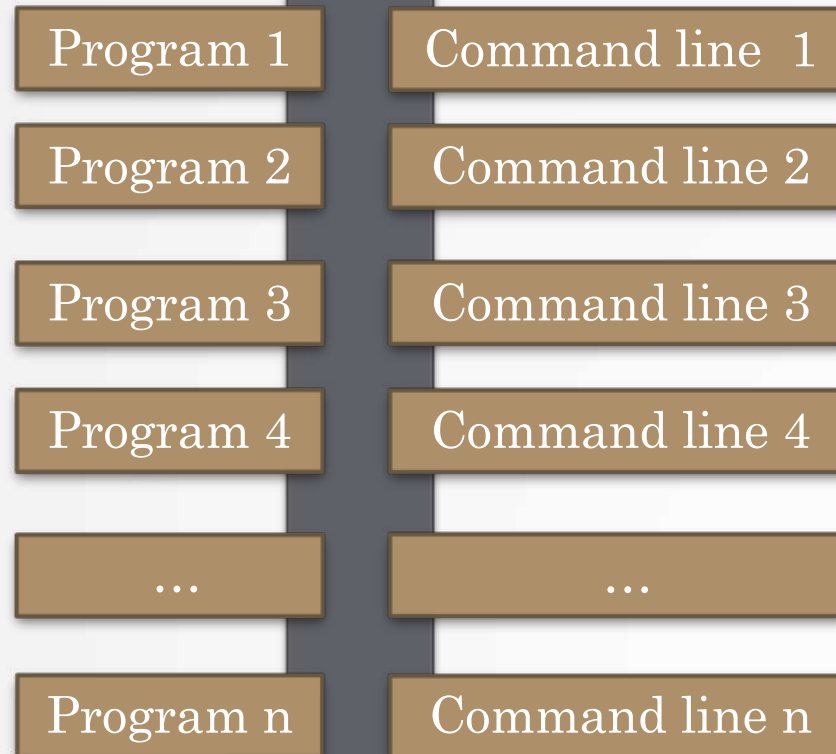 Program 1 Command line  1
Program 2 Command line 2
Program 3 Command line 3
Program 4 Command line 4
... ...
Program n Command line n